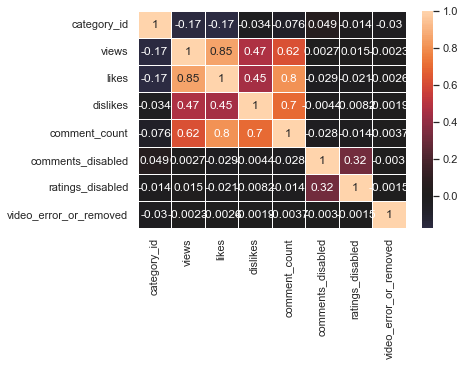 category_id 1 -0.17 -0.17 -0.034 -0.076 0.049 -0.014 -0.03
views -0.17 1 0.85 0.47 0.62 0.0027 0.015 -0.0023
likes -0.17 0.85 1 0.45 0.8 -0.029 -0.021 -0.0026
dislikes -0.034 0.47 0.45 1 0.7 -0.0044 -0.0082 -0.0019
comment_count -0.076 0.62 0.8 0.7 1 -0.028 -0.014 -0.0037
comments_disabled 0.049 0.0027 -0.029 -0.0044 -0.028 1 0.32 -0.003
ratings_disabled -0.014 0.015 -0.021 -0.0082 -0.014 0.32 1 -0.0015
video_error_or_removed -0.03 -0.0023 -0.0026 -0.0019 -0.0037 -0.003 -0.0015 1
category_id
views
likes
dislikes
comment_count
comments_disabled
ratings_disabled
video_error_or_removed
1.0
0.8
0.6
0.4
0.2
0.0